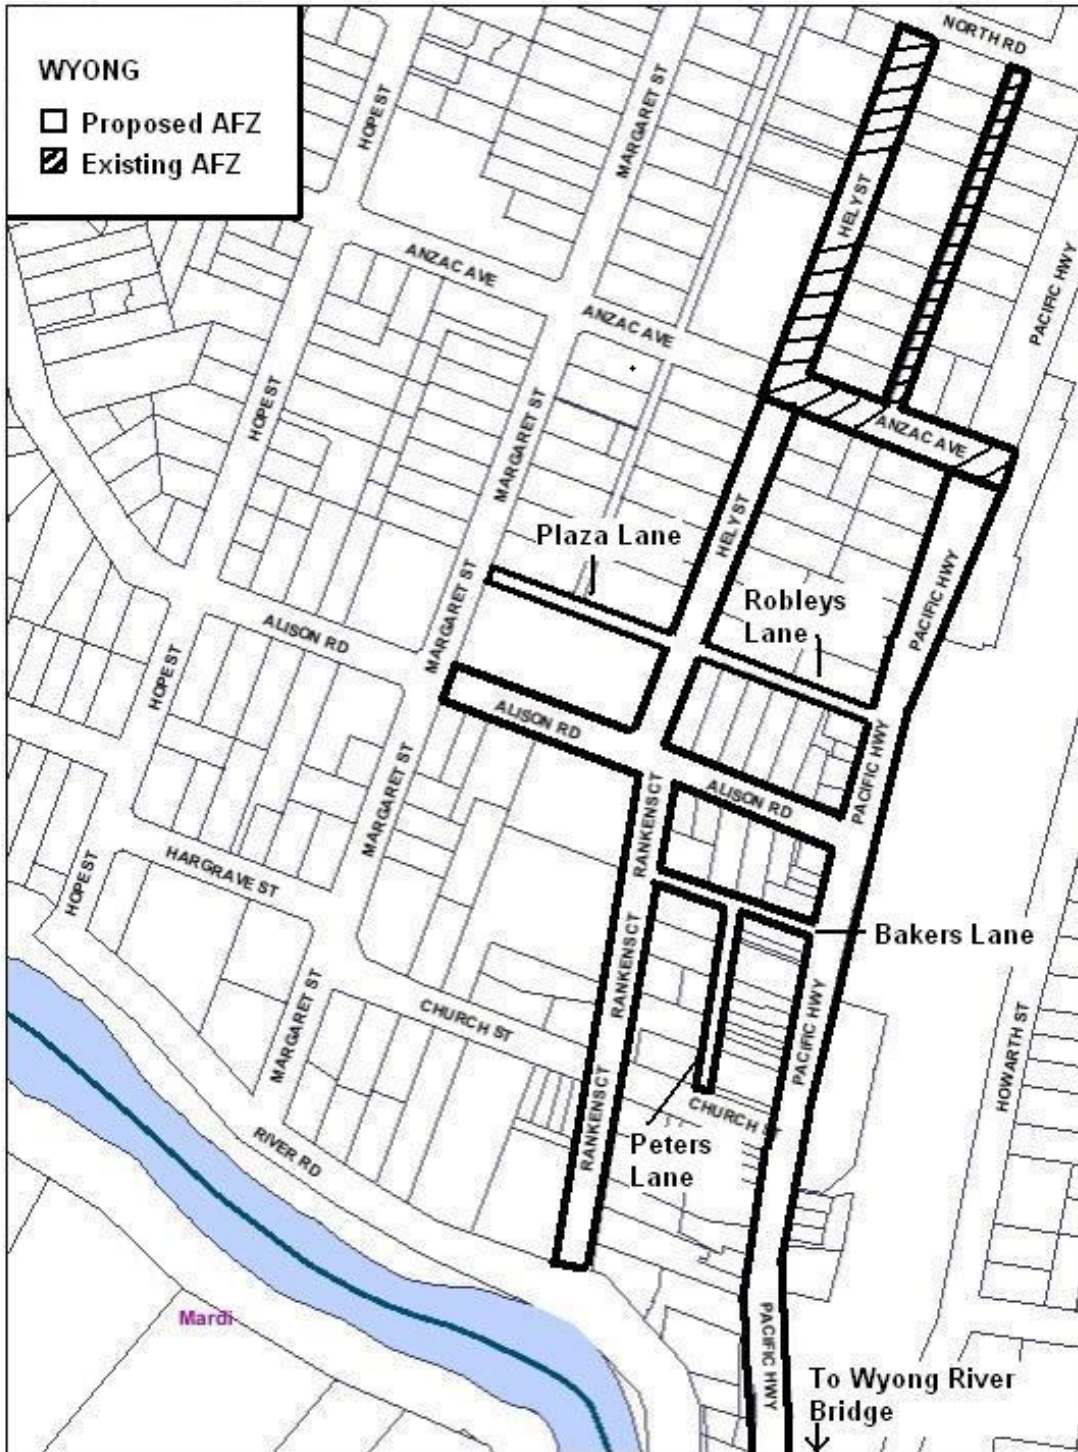 WYONG
Proposed AFZ
Existing AFZ
NORTH RD
HOPE ST
MARGARET ST
HELY ST
PACIFIC HWY
ANZAC AVE
ANZAC AVE
ANZAC AVE
HOPE ST
MARGARET ST
HELY ST
PACIFIC HWY
Plaza Lane
Robleys
Lane
MARGARET ST
ALISON RD
HOPE ST
ALISON RD
PACIFIC HWY
MARGARET ST
RANKENS CT
ALISON RD
HARGRAVE ST
HOPE ST
Bakers Lane
RANKENS CT
MARGARET ST
CHURCH ST
PACIFIC HWY
HOWARTH ST
RANKENS CT
CHURCH ST
RIVER RD
Peters
Lane
Mardi
PACIFIC HWY
To Wyong River
Bridge